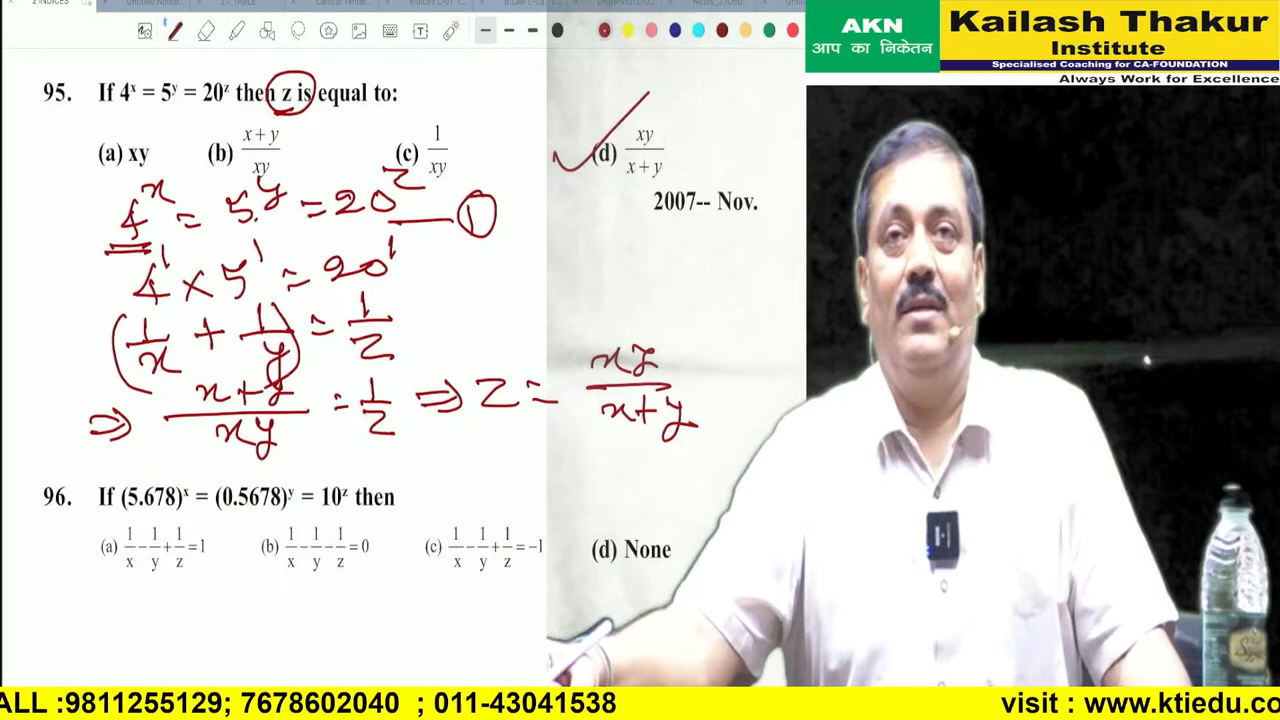 2 INDICES
AKN
आप का निकेतन
Kailash Thakur
Institute
Specialised Coaching for CA-FOUNDATION
Always Work for Excellence
95. If 4ˣ = 5ʸ = 20ᶻ then z is equal to:
(a) xy (b) (x + y)/xy (c) 1/xy (d) xy/(x + y)
2007-- Nov.
4ˣ = 5ʸ = 20ᶻ — ①
4¹ × 5¹ = 20¹
(1/x + 1/y) = 1/z
⇒ (x+y)/xy = 1/z ⇒ z = xy/(x+y)
96. If (5.678)ˣ = (0.5678)ʸ = 10ᶻ then
(a) 1/x − 1/y + 1/z = 1 (b) 1/x − 1/y − 1/z = 0 (c) 1/x − 1/y + 1/z = −1 (d) None
ALL :9811255129; 7678602040 ; 011-43041538 visit : www.ktiedu.co